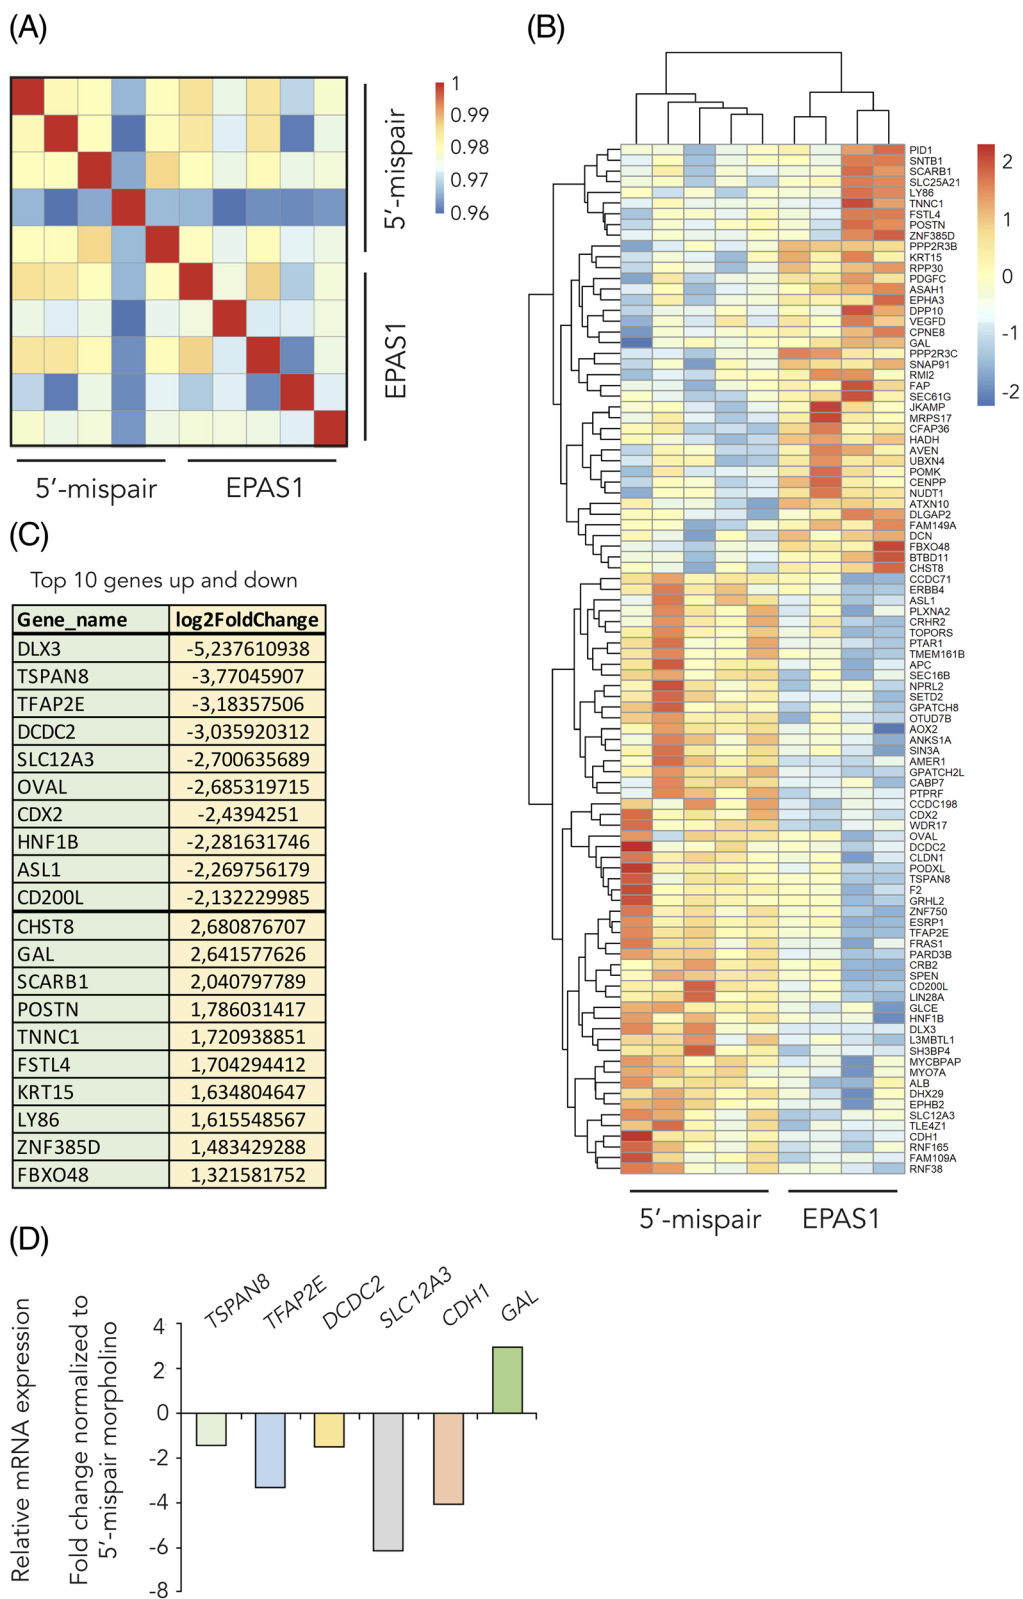 (A)
1
0.99
0.98
0.97
0.96
5′-mispair
EPAS1
5′-mispair
EPAS1
(B)
2
1
0
-1
-2
PID1
SNTB1
SCARB1
SLC25A21
LY86
TNNC1
FSTL4
POSTN
ZNF385D
PPP2R3B
KRT15
RPP30
PDGFC
ASAH1
EPHA3
DPP10
VEGFD
CPNE8
GAL
PPP2R3C
SNAP91
RMI2
FAP
SEC61G
JKAMP
MRPS17
CFAP36
HADH
AVEN
UBXN4
POMK
CENPP
NUDT1
ATXN10
DLGAP2
FAM149A
DCN
FBXO48
BTBD11
CHST8
CCDC71
ERBB4
ASL1
PLXNA2
CRHR2
TOPORS
PTAR1
TMEM161B
APC
SEC16B
NPRL2
SETD2
GPATCH8
OTUD7B
AOX2
ANKS1A
SIN3A
AMER1
GPATCH2L
CABP7
PTPRF
CCDC198
CDX2
WDR17
OVAL
DCDC2
CLDN1
PODXL
TSPAN8
F2
GRHL2
ZNF750
ESRP1
TFAP2E
FRAS1
PARD3B
CRB2
SPEN
CD200L
LIN28A
GLCE
HNF1B
DLX3
L3MBTL1
SH3BP4
MYCBPAP
MYO7A
ALB
DHX29
EPHB2
SLC12A3
TLE4Z1
CDH1
RNF165
FAM109A
RNF38
5′-mispair
EPAS1
(C)
Top 10 genes up and down
Gene_name log2FoldChange
DLX3 -5,237610938
TSPAN8 -3,77045907
TFAP2E -3,18357506
DCDC2 -3,035920312
SLC12A3 -2,700635689
OVAL -2,685319715
CDX2 -2,4394251
HNF1B -2,281631746
ASL1 -2,269756179
CD200L -2,132229985
CHST8 2,680876707
GAL 2,641577626
SCARB1 2,040797789
POSTN 1,786031417
TNNC1 1,720938851
FSTL4 1,704294412
KRT15 1,634804647
LY86 1,615548567
ZNF385D 1,483429288
FBXO48 1,321581752
(D)
Relative mRNA expression
Fold change normalized to
5′-mispair morpholino
TSPAN8
TFAP2E
DCDC2
SLC12A3
CDH1
GAL
4
2
0
-2
-4
-6
-8